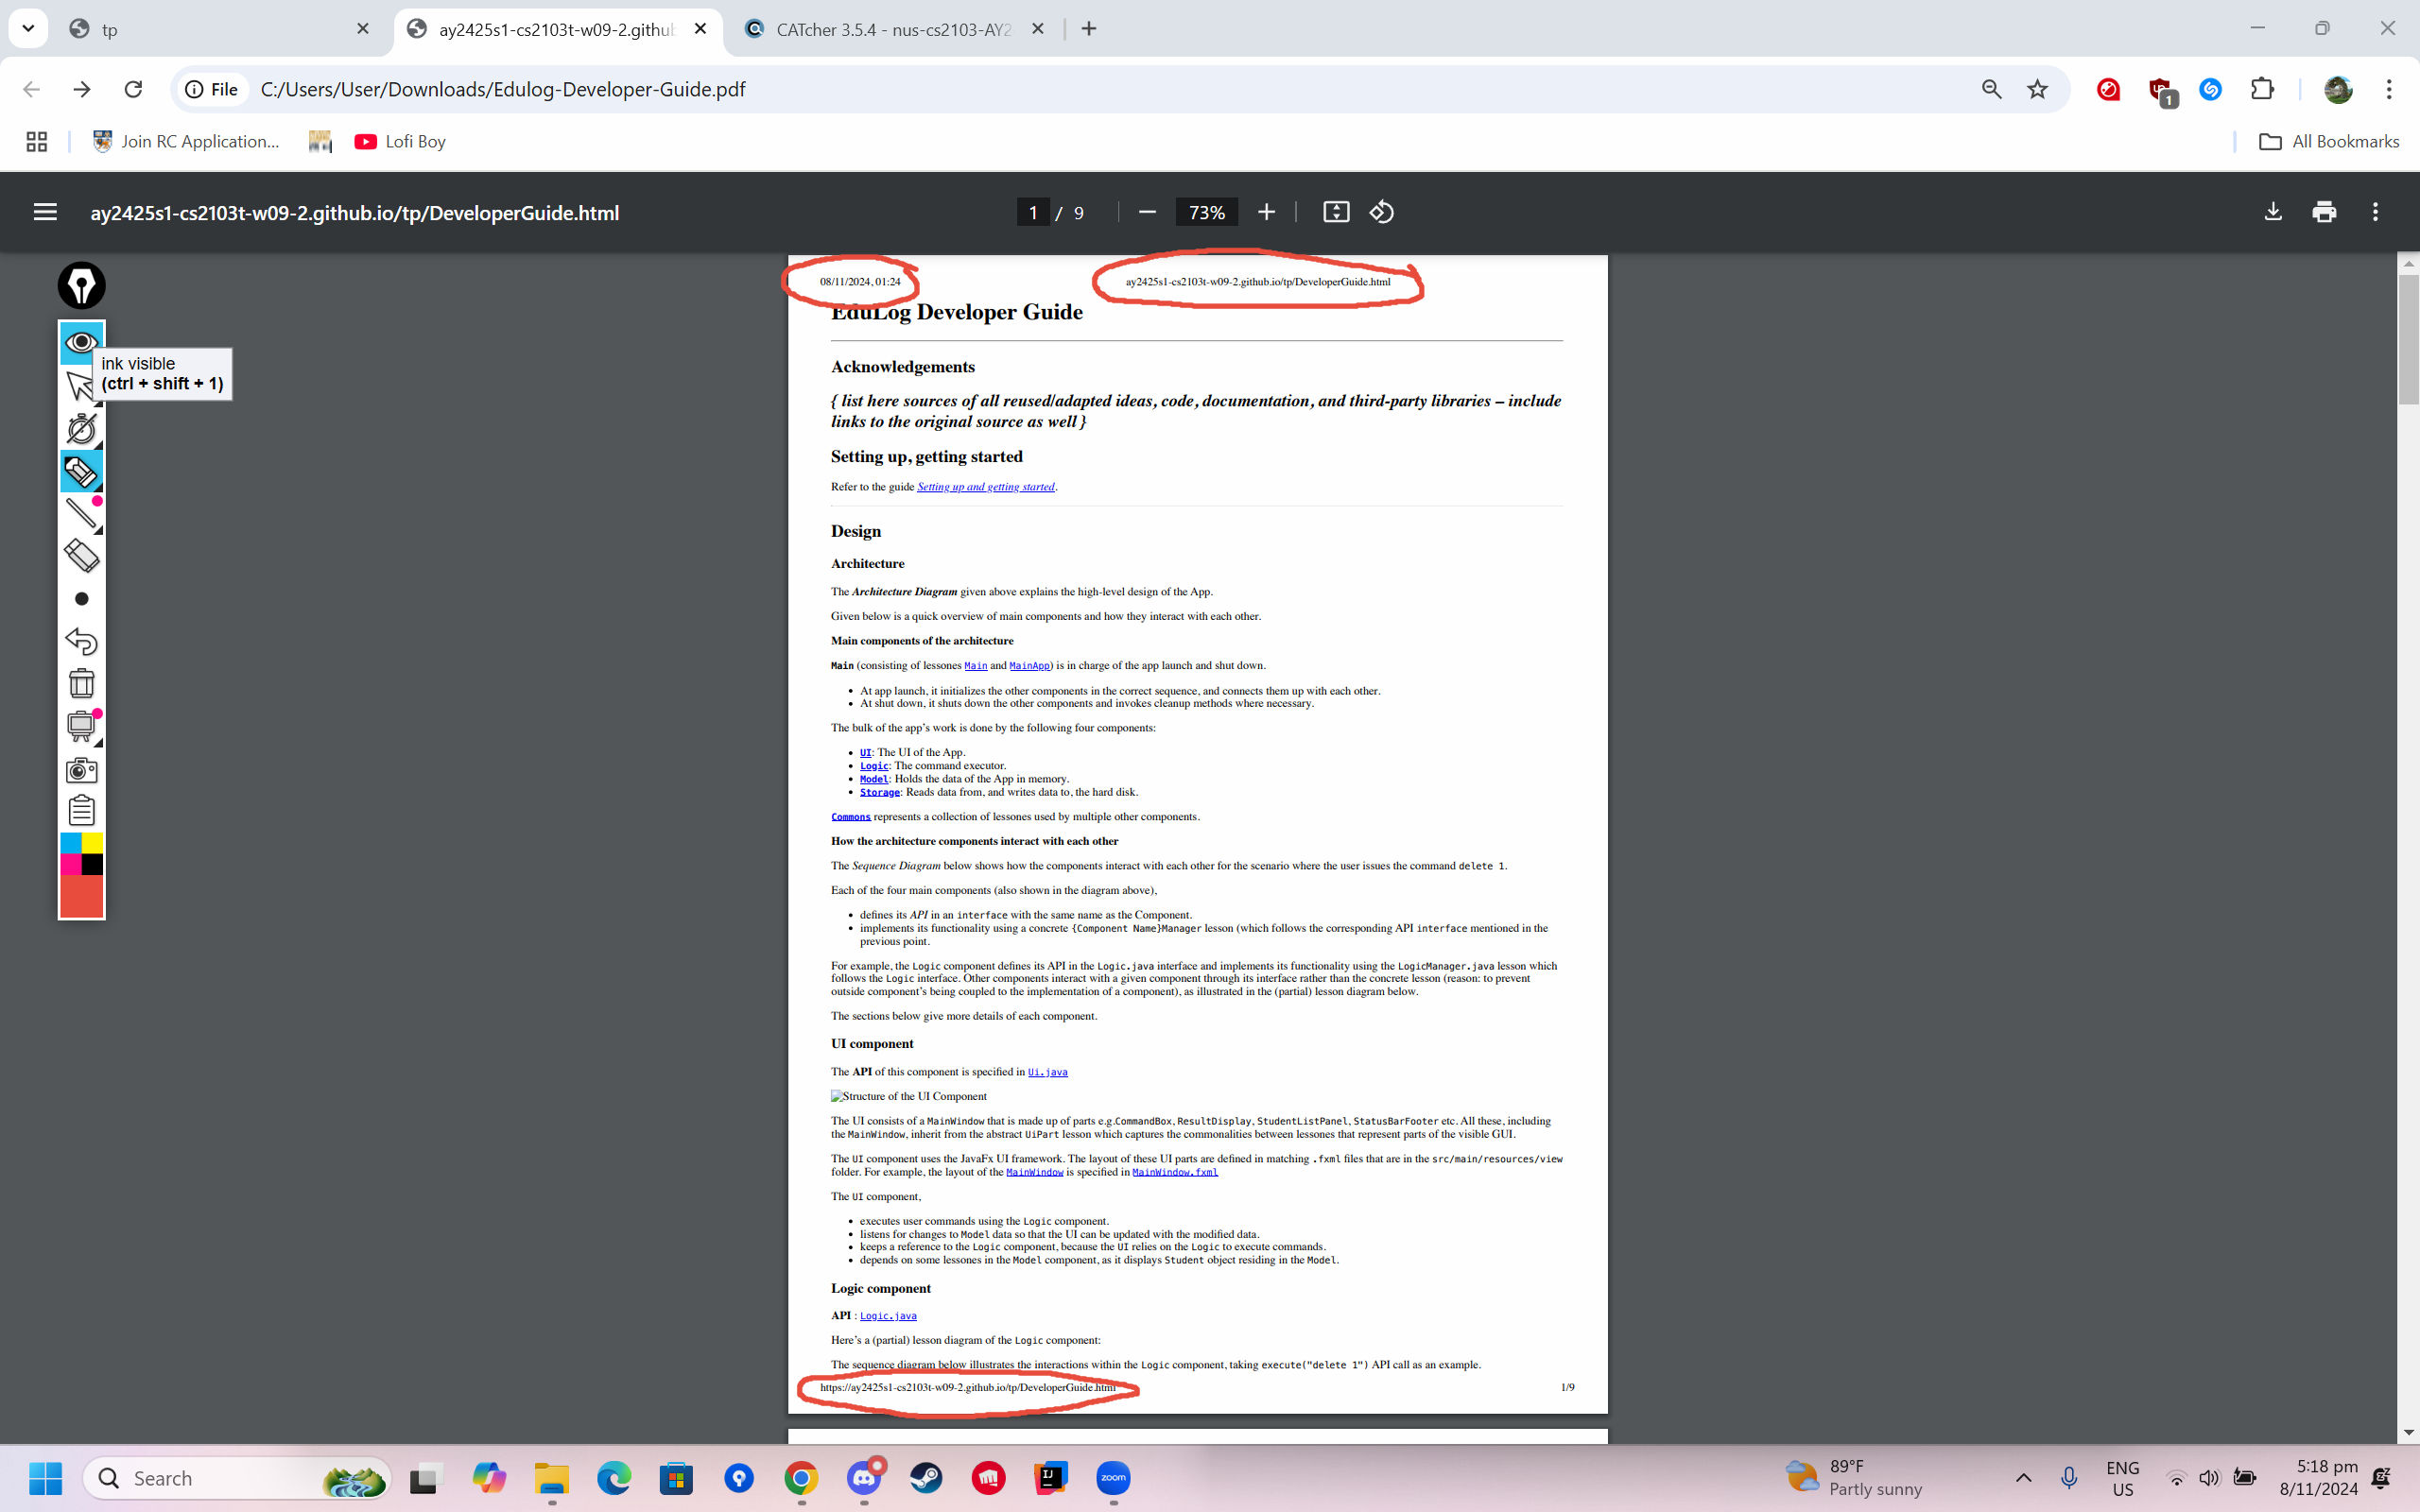 tp
ay2425s1-cs2103t-w09-2.githu
CATcher 3.5.4 - nus-cs2103-AY2
File
C:/Users/User/Downloads/Edulog-Developer-Guide.pdf
1
Join RC Application...
Lofi Boy
All Bookmarks
ay2425s1-cs2103t-w09-2.github.io/tp/DeveloperGuide.html
1 / 9
73%
ink visible
(ctrl + shift + 1)
08/11/2024, 01:24
ay2425s1-cs2103t-w09-2.github.io/tp/DeveloperGuide.html
EduLog Developer Guide
Acknowledgements
{ list here sources of all reused/adapted ideas, code, documentation, and third-party libraries – include
links to the original source as well }
Setting up, getting started
Refer to the guide Setting up and getting started.
Design
Architecture
The Architecture Diagram given above explains the high-level design of the App.
Given below is a quick overview of main components and how they interact with each other.
Main components of the architecture
Main (consisting of lessones Main and MainApp) is in charge of the app launch and shut down.
• At app launch, it initializes the other components in the correct sequence, and connects them up with each other.
• At shut down, it shuts down the other components and invokes cleanup methods where necessary.
The bulk of the app’s work is done by the following four components:
• UI: The UI of the App.
• Logic: The command executor.
• Model: Holds the data of the App in memory.
• Storage: Reads data from, and writes data to, the hard disk.
Commons represents a collection of lessones used by multiple other components.
How the architecture components interact with each other
The Sequence Diagram below shows how the components interact with each other for the scenario where the user issues the command delete 1.
Each of the four main components (also shown in the diagram above),
• defines its API in an interface with the same name as the Component.
• implements its functionality using a concrete {Component Name}Manager lesson (which follows the corresponding API interface mentioned in the
previous point.
For example, the Logic component defines its API in the Logic.java interface and implements its functionality using the LogicManager.java lesson which
follows the Logic interface. Other components interact with a given component through its interface rather than the concrete lesson (reason: to prevent
outside component’s being coupled to the implementation of a component), as illustrated in the (partial) lesson diagram below.
The sections below give more details of each component.
UI component
The API of this component is specified in Ui.java
Structure of the UI Component
The UI consists of a MainWindow that is made up of parts e.g.CommandBox, ResultDisplay, StudentListPanel, StatusBarFooter etc. All these, including
the MainWindow, inherit from the abstract UiPart lesson which captures the commonalities between lessones that represent parts of the visible GUI.
The UI component uses the JavaFx UI framework. The layout of these UI parts are defined in matching .fxml files that are in the src/main/resources/view
folder. For example, the layout of the MainWindow is specified in MainWindow.fxml
The UI component,
• executes user commands using the Logic component.
• listens for changes to Model data so that the UI can be updated with the modified data.
• keeps a reference to the Logic component, because the UI relies on the Logic to execute commands.
• depends on some lessones in the Model component, as it displays Student object residing in the Model.
Logic component
API : Logic.java
Here’s a (partial) lesson diagram of the Logic component:
The sequence diagram below illustrates the interactions within the Logic component, taking execute("delete 1") API call as an example.
https://ay2425s1-cs2103t-w09-2.github.io/tp/DeveloperGuide.html
1/9
Search
zoom
89°F
Partly sunny
ENG
US
5:18 pm
8/11/2024